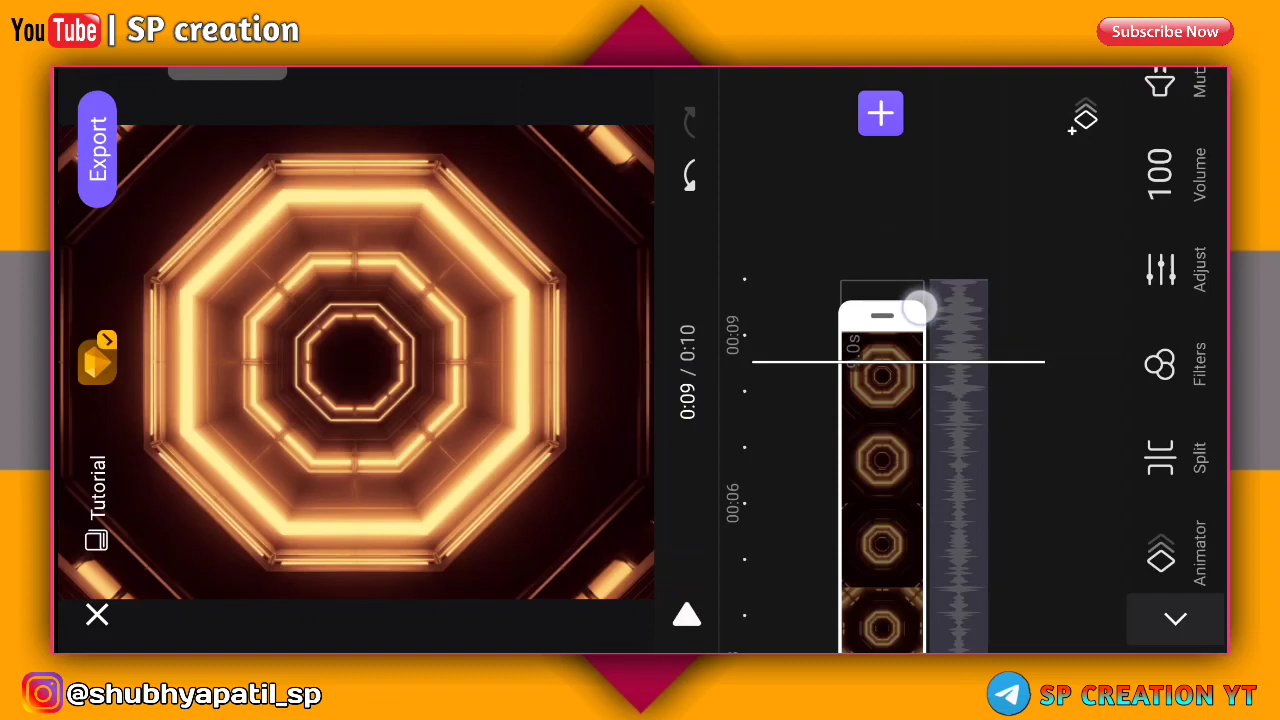 YouTube | SP creation
Subscribe Now
Export
Tutorial
0:09 / 0:10
00:09
00:06
100
Volume
Adjust
Filters
Split
Animator
@shubhyapatil_sp
SP CREATION YT